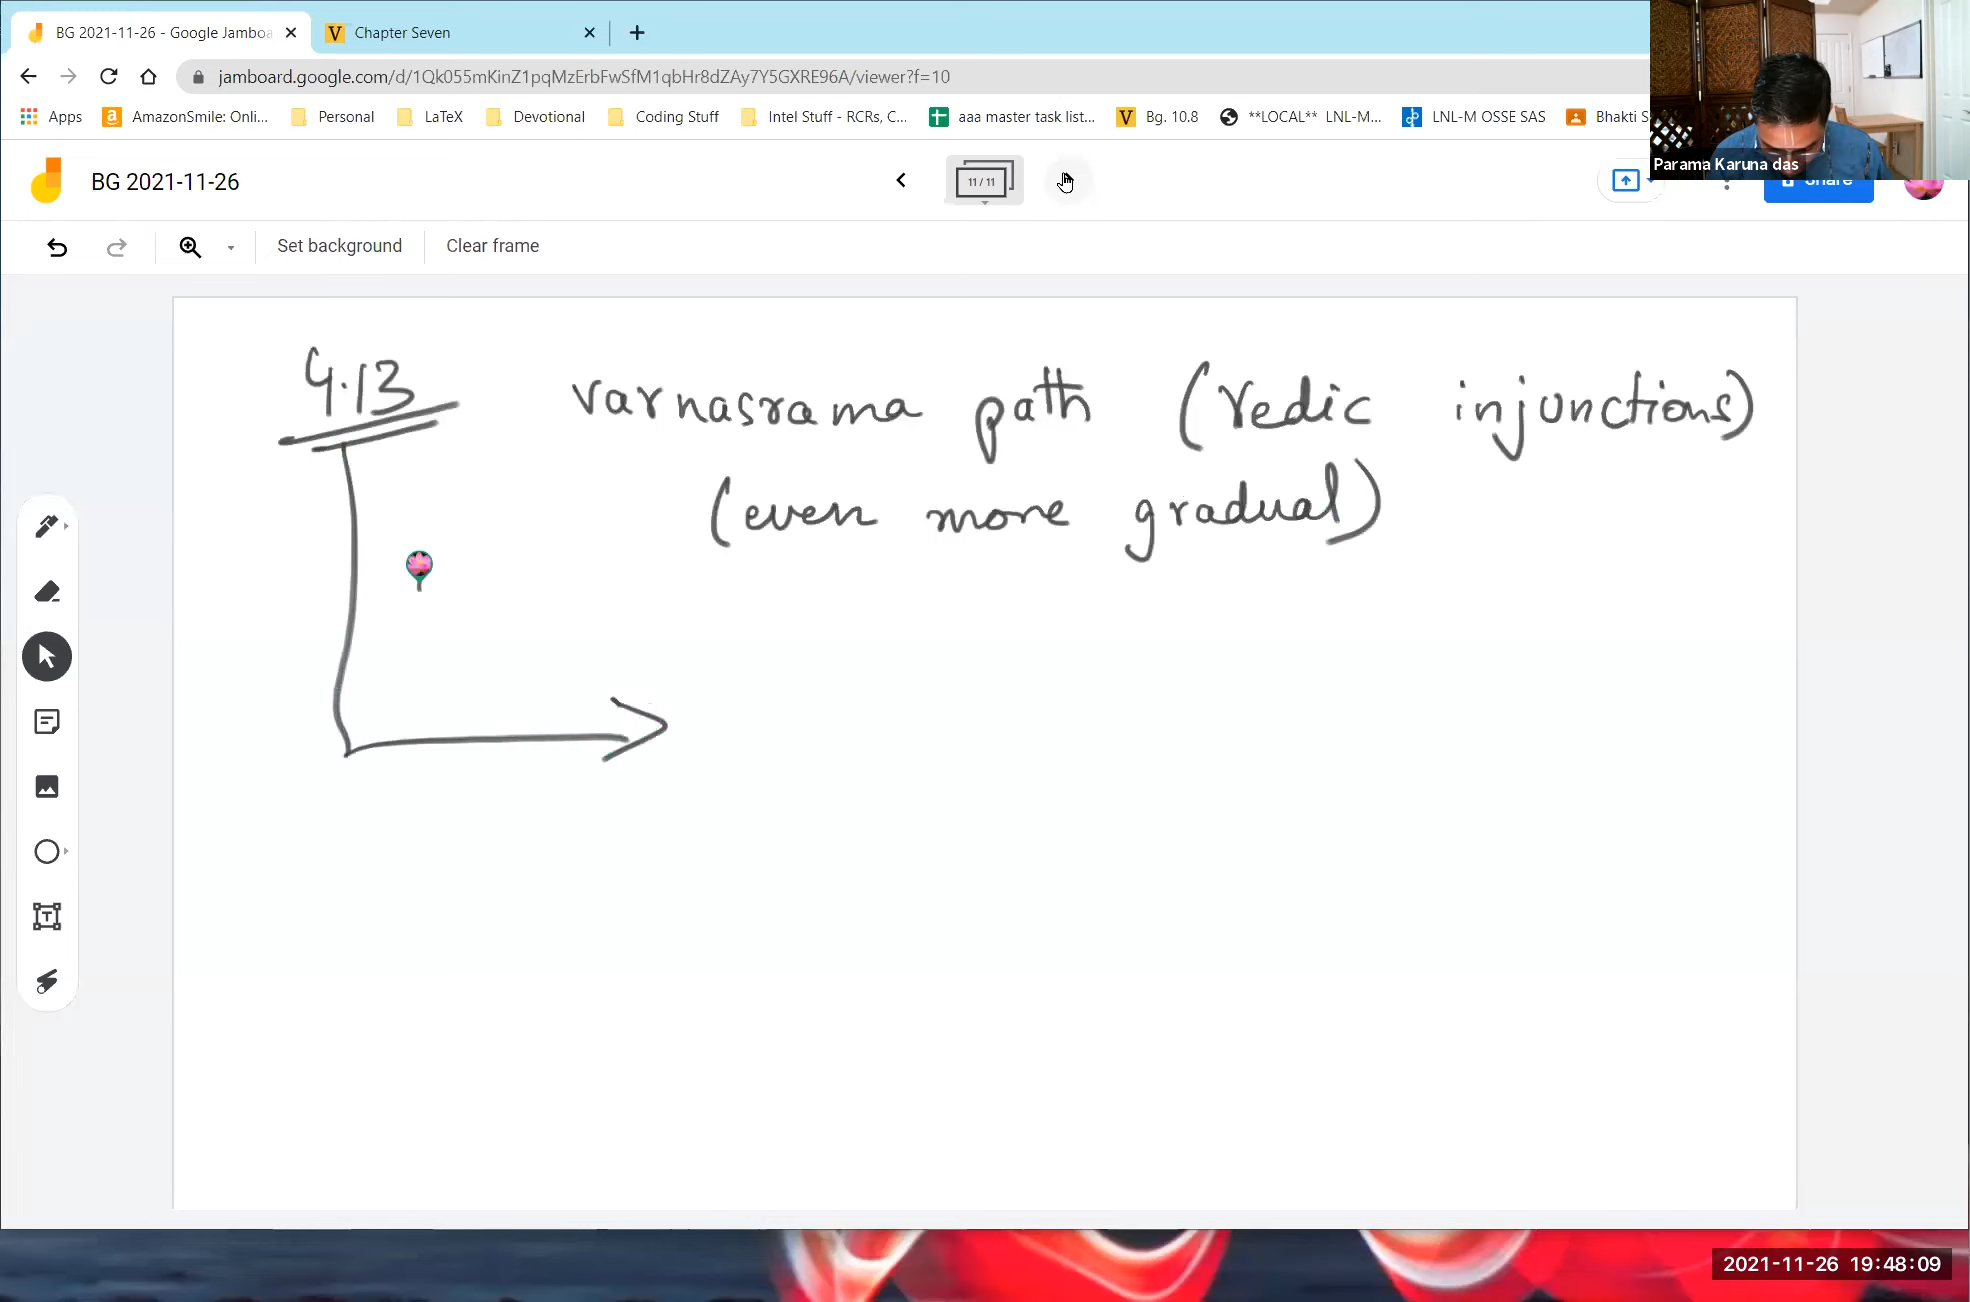 BG 2021-11-26 - Google Jamboa
Chapter Seven
jamboard.google.com/d/1Qk055mKinZ1pqMzErbFwSfM1qbHr8dZAy7Y5GXRE96A/viewer?f=10
Apps AmazonSmile: Onli... Personal LaTeX Devotional Coding Stuff Intel Stuff - RCRs, C... aaa master task list... Bg. 10.8 **LOCAL** LNL-M... LNL-M OSSE SAS Bhakti S
Parama Karuna das
BG 2021-11-26
11 / 11
Share
Set background Clear frame
4.13 varnasrama path (Vedic injunctions)
(even more gradual)
2021-11-26 19:48:09